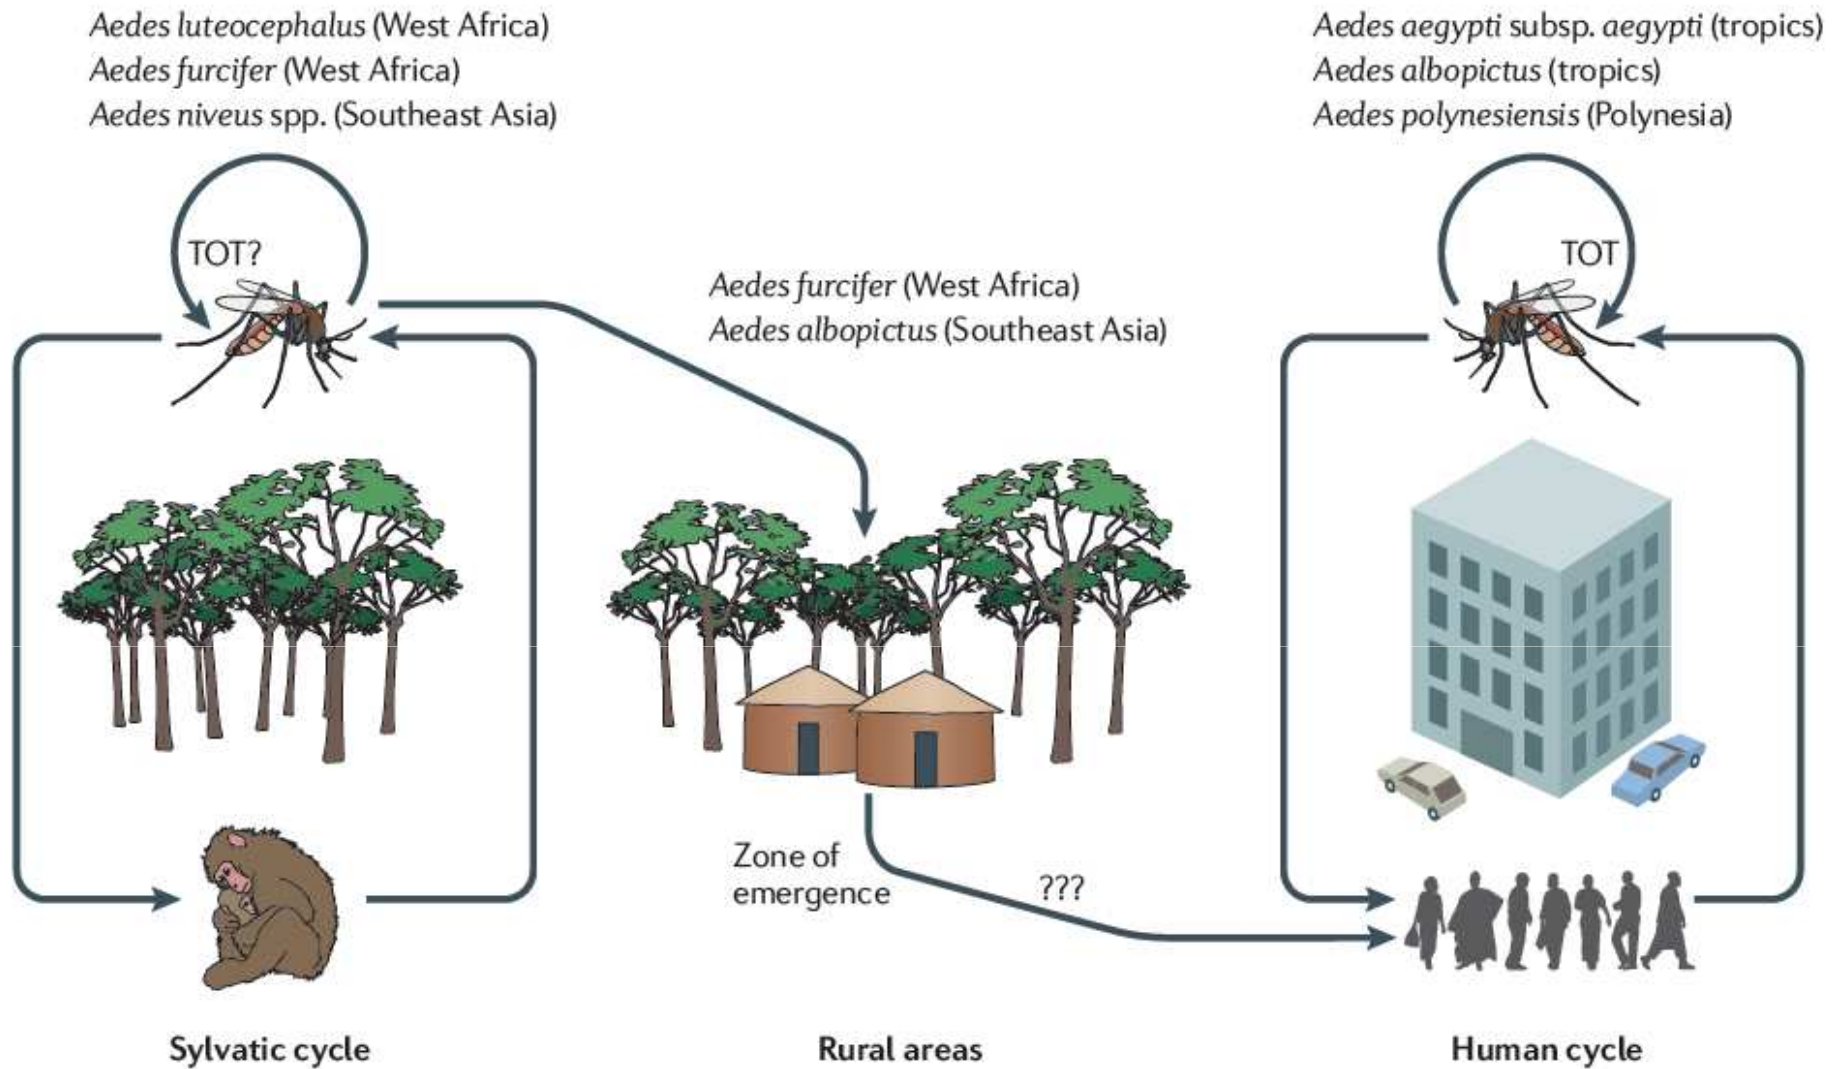 Aedes luteocephalus (West Africa)
Aedes furcifer (West Africa)
Aedes niveus spp. (Southeast Asia)
TOT?
Aedes furcifer (West Africa)
Aedes albopictus (Southeast Asia)
Aedes aegypti subsp. aegypti (tropics)
Aedes albopictus (tropics)
Aedes polynesiensis (Polynesia)
TOT
Zone of
emergence
???
Sylvatic cycle
Rural areas
Human cycle